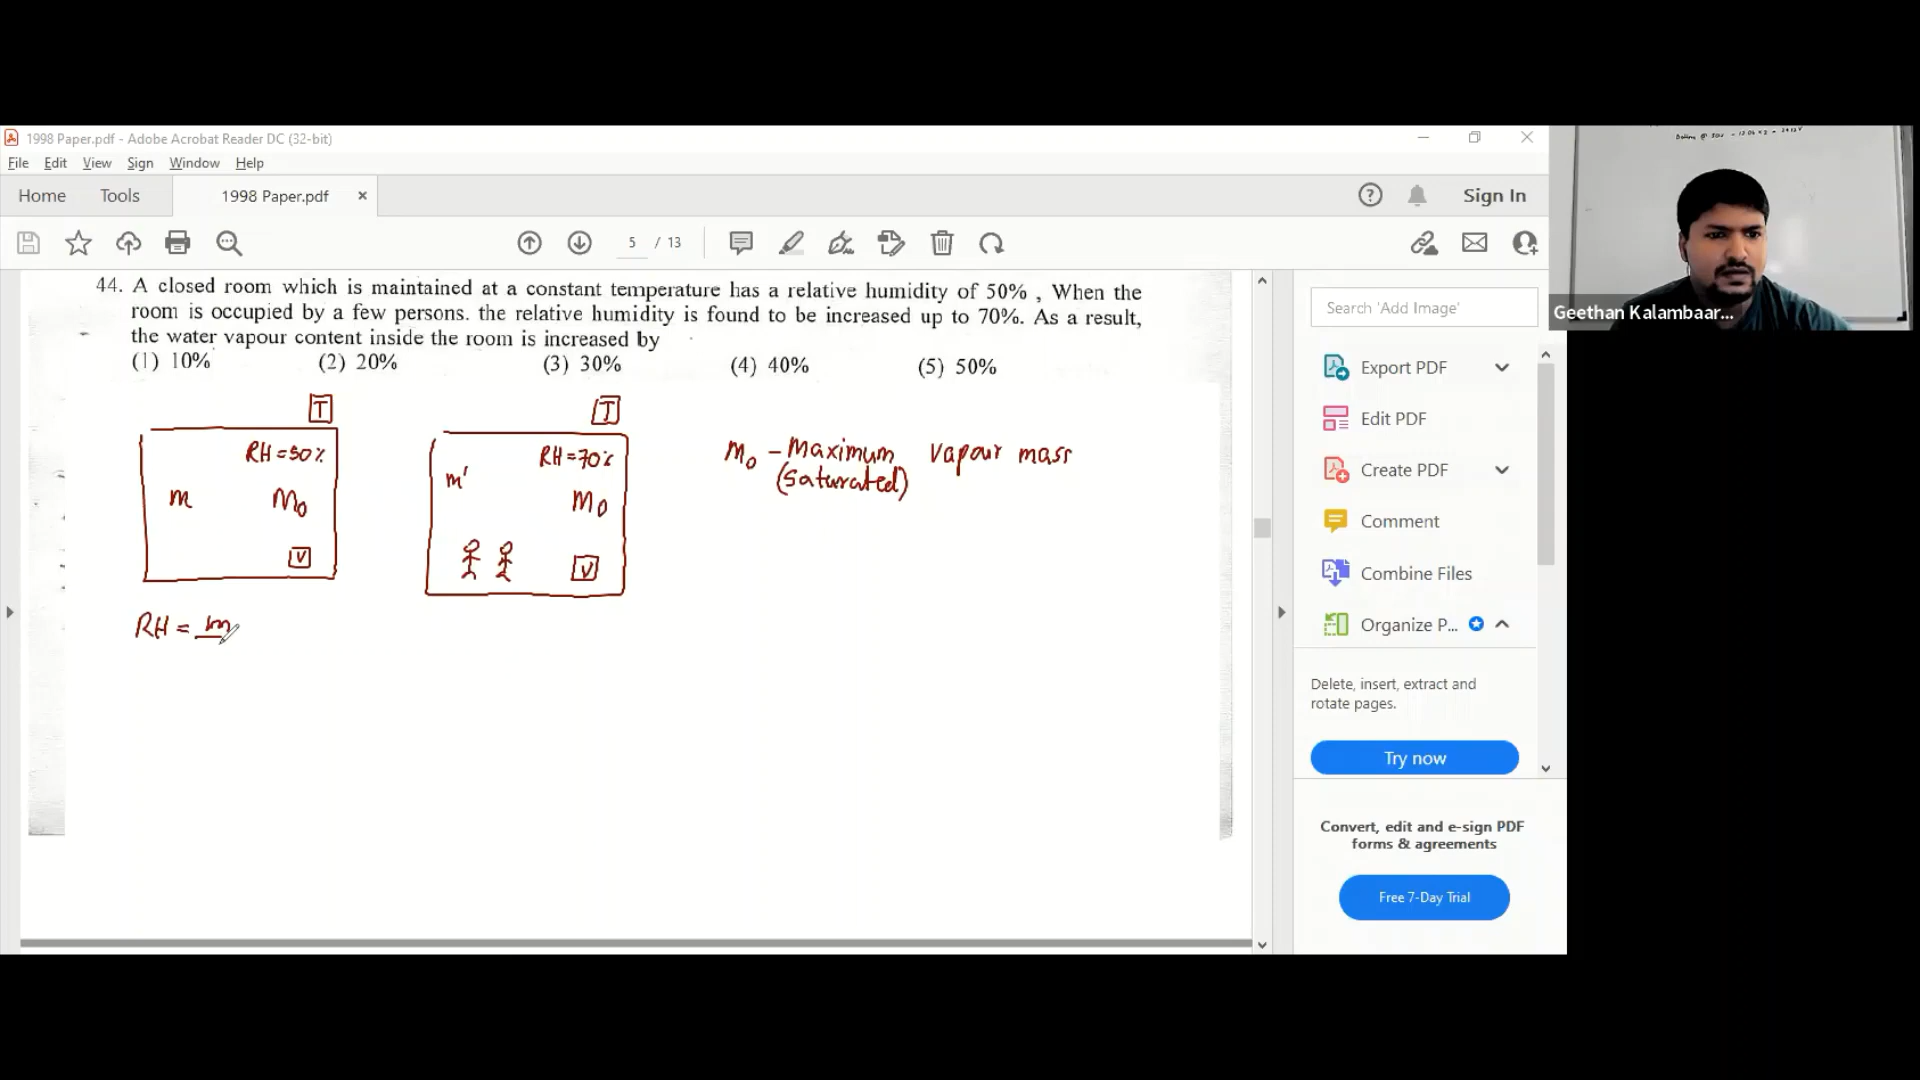 1998 Paper.pdf - Adobe Acrobat Reader DC (32-bit)
File Edit View Sign Window Help
Home Tools 1998 Paper.pdf × Sign In
5 / 13
44. A closed room which is maintained at a constant temperature has a relative humidity of 50% , When the
room is occupied by a few persons. the relative humidity is found to be increased up to 70%. As a result,
the water vapour content inside the room is increased by
(1) 10% (2) 20% (3) 30% (4) 40% (5) 50%
T
RH = 50%
m M₀
V
T
RH = 70%
m'
M₀
V
M₀ - Maximum vapour mass
(saturated)
RH = m
Search 'Add Image'
Export PDF
Edit PDF
Create PDF
Comment
Combine Files
Organize P...
Delete, insert, extract and
rotate pages.
Try now
Convert, edit and e-sign PDF
forms & agreements
Free 7-Day Trial
Geethan Kalambaar...